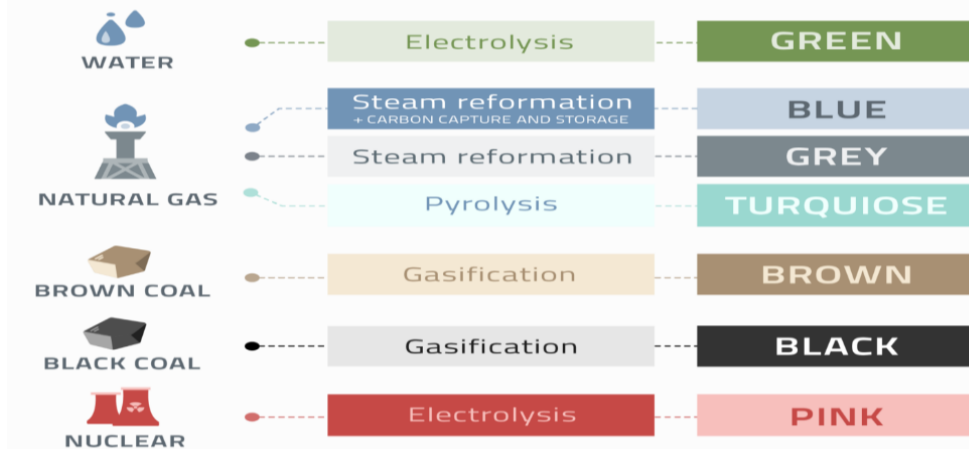 WATER
Electrolysis
GREEN
NATURAL GAS
Steam reformation
+ CARBON CAPTURE AND STORAGE
BLUE
Steam reformation
GREY
Pyrolysis
TURQUIOSE
BROWN COAL
Gasification
BROWN
BLACK COAL
Gasification
BLACK
NUCLEAR
Electrolysis
PINK